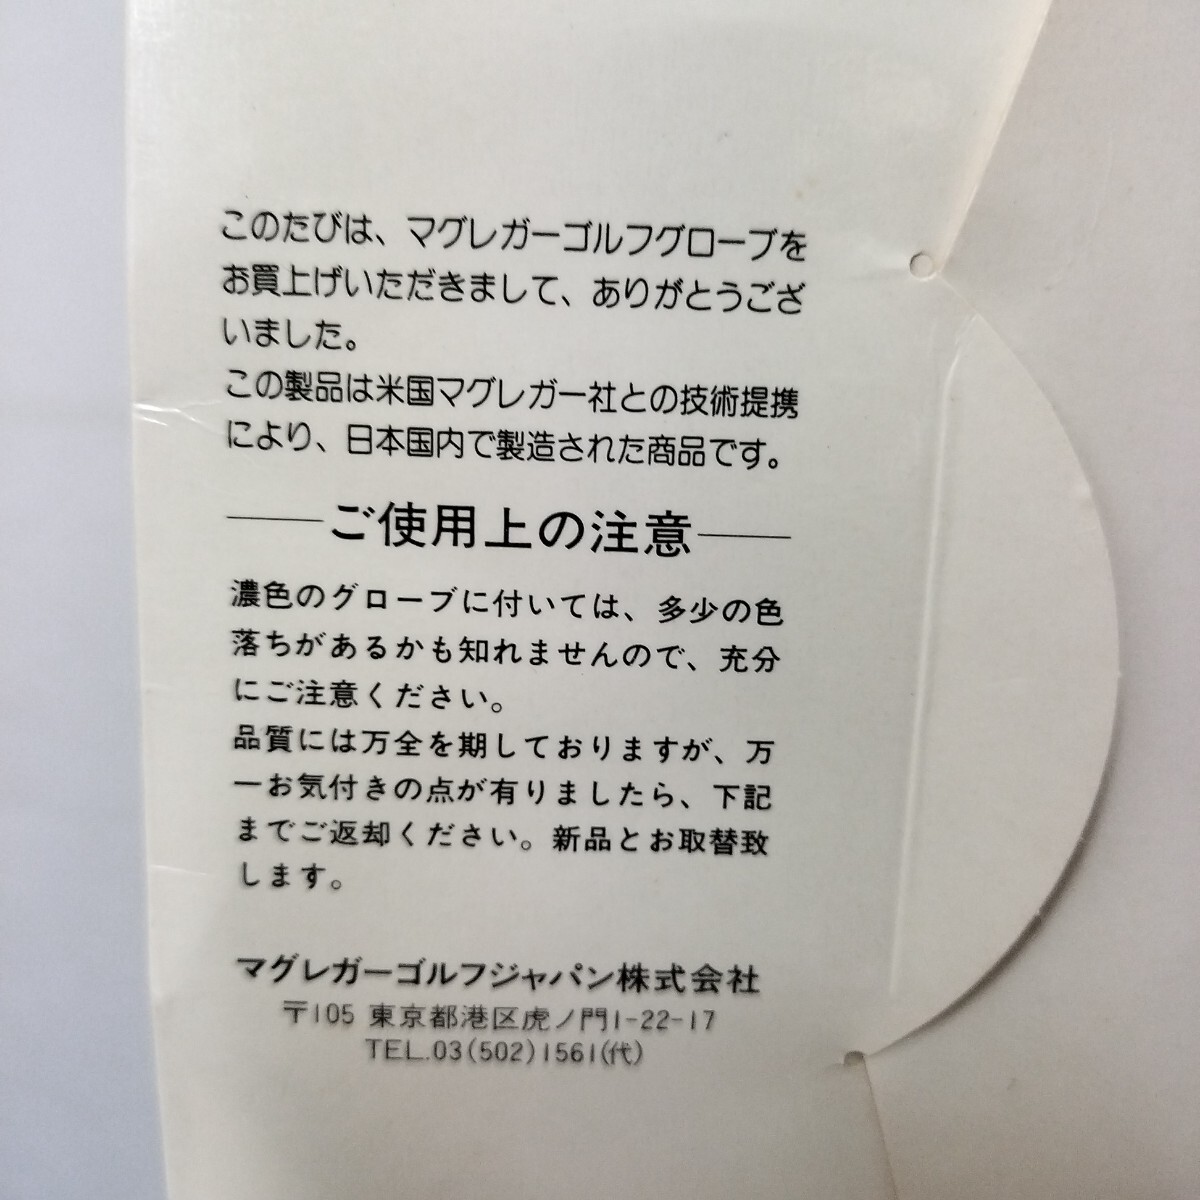 このたびは、マグレガーゴルフグローブを
お買上げいただきまして、ありがとうござ
いました。
この製品は米国マグレガー社との技術提携
により、日本国内で製造された商品です。
ご使用上の注意
濃色のグローブに付いては、多少の色
落ちがあるかも知れませんので、充分
にご注意ください。
品質には万全を期しておりますが、万
一お気付きの点が有りましたら、下記
までご返却ください。新品とお取替致
します。
マグレガーゴルフジャパン株式会社
〒105 東京都港区虎ノ門1-22-17
TEL.03(502)1561(代)